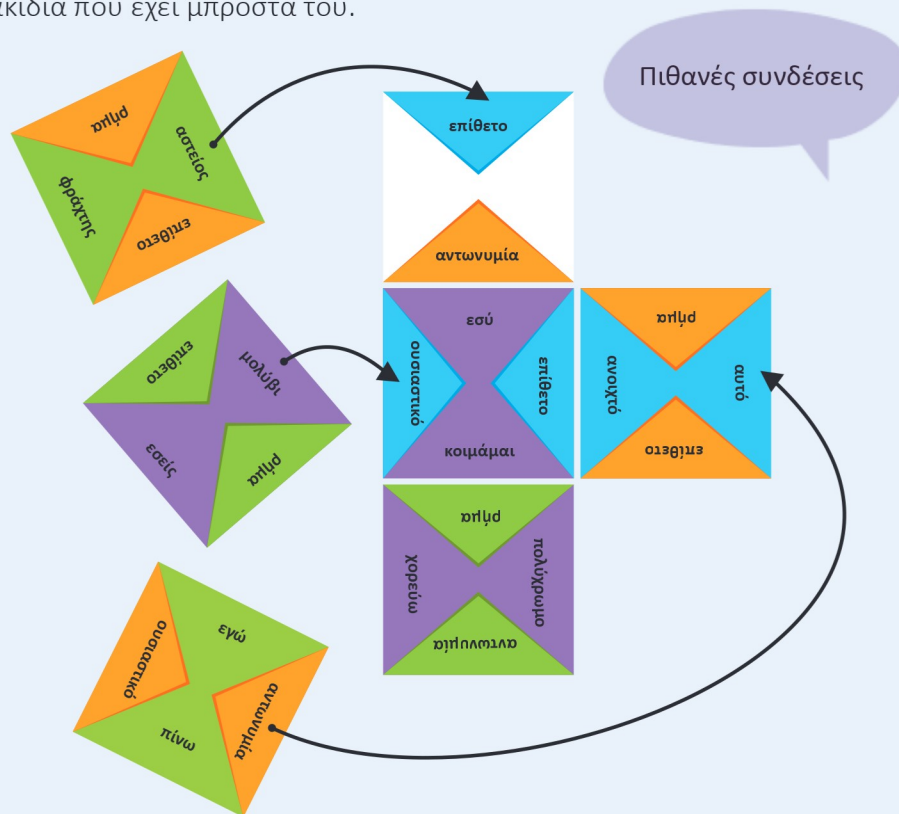 ακίδια που έχει μπροστά του.
Πιθανές συνδέσεις
ρήμα
αστείος
φράχτης
επίθετο
επίθετο
αντωνυμία
επίθετο
μολύβι
εσείς
ρήμα
εσύ
ουσιαστικό
επίθετο
κοιμάμαι
ρήμα
ανοιχτό
αυτό
επίθετο
ρήμα
χορεύω
πολύχρωμο
αντωνυμία
εγώ
ουσιαστικό
αντωνυμία
πίνω